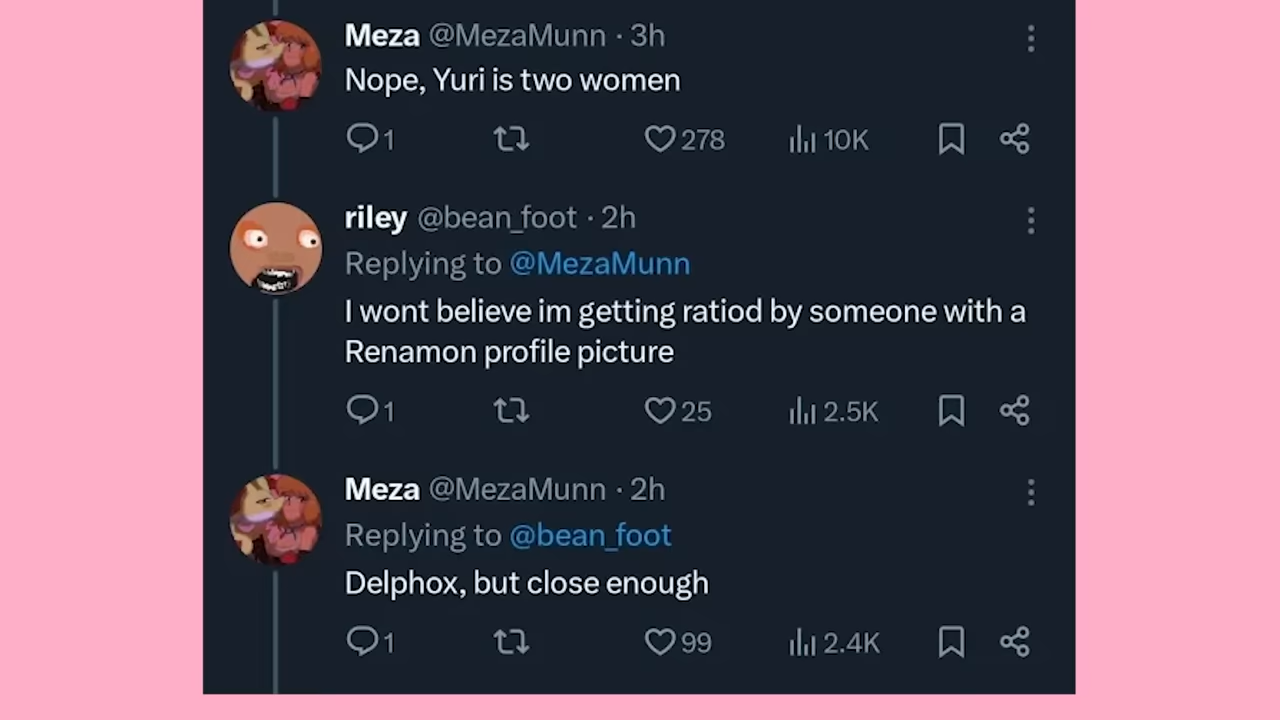 Meza @MezaMunn · 3h
Nope, Yuri is two women
1 278 10K
riley @bean_foot · 2h
Replying to @MezaMunn
I wont believe im getting ratiod by someone with a
Renamon profile picture
1 25 2.5K
Meza @MezaMunn · 2h
Replying to @bean_foot
Delphox, but close enough
1 99 2.4K